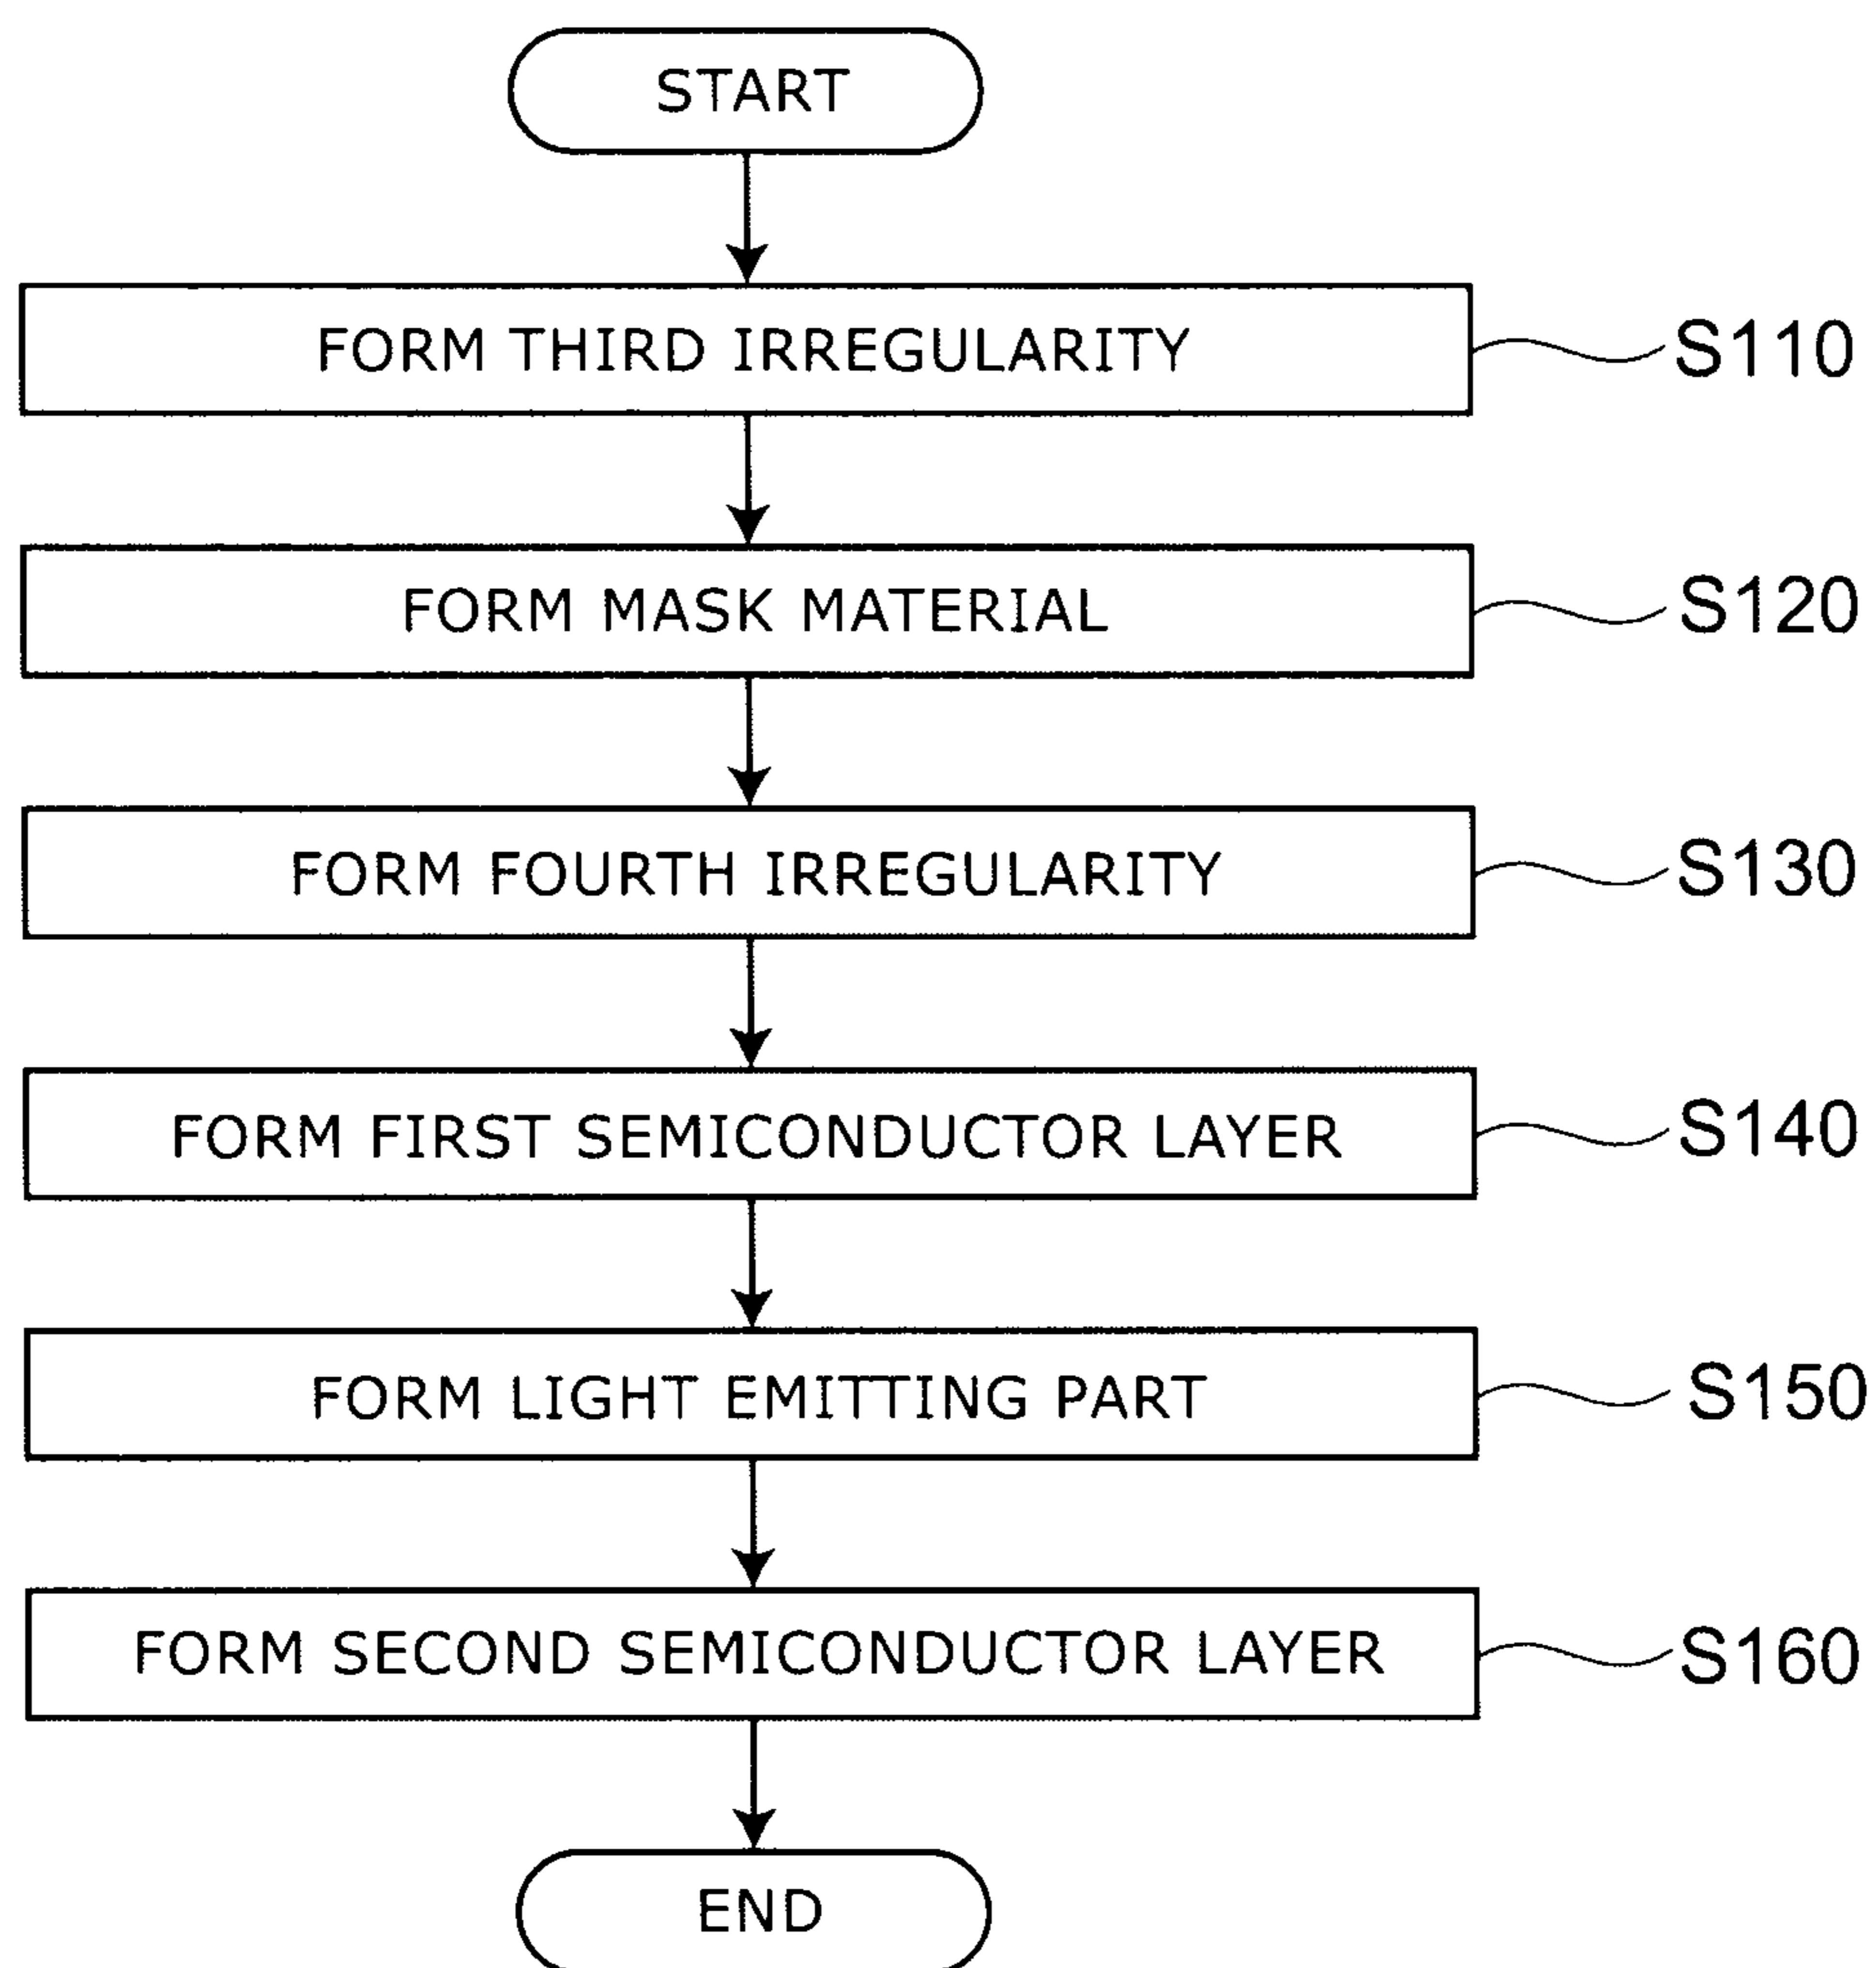 START
FORM THIRD IRREGULARITY S110
FORM MASK MATERIAL S120
FORM FOURTH IRREGULARITY S130
FORM FIRST SEMICONDUCTOR LAYER S140
FORM LIGHT EMITTING PART S150
FORM SECOND SEMICONDUCTOR LAYER S160
END